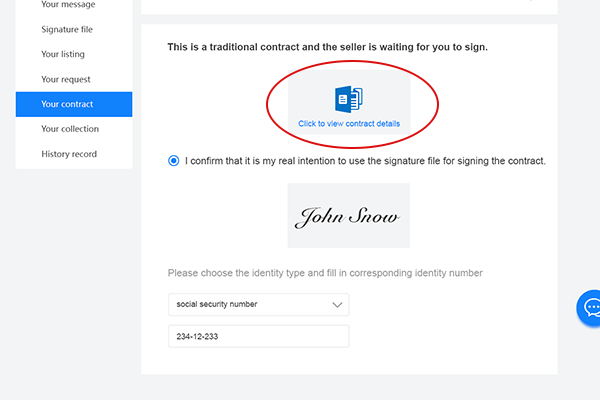 Your message
Signature file
Your listing
Your request
Your contract
Your collection
History record
This is a traditional contract and the seller is waiting for you to sign.
Click to view contract details
I confirm that it is my real intention to use the signature file for signing the contract.
John Snow
Please choose the identity type and fill in corresponding identity number
social security number
234-12-233